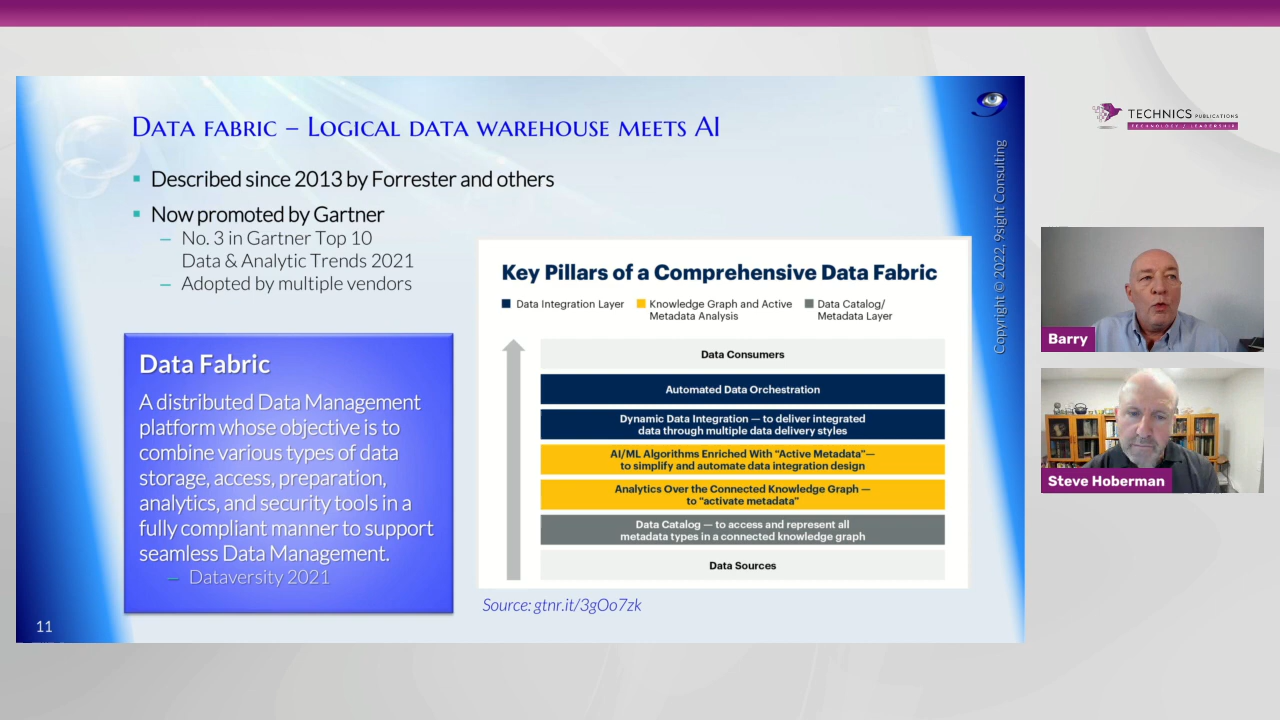 DATA FABRIC – LOGICAL DATA WAREHOUSE MEETS AI
Described since 2013 by Forrester and others
Now promoted by Gartner
– No. 3 in Gartner Top 10
Data & Analytic Trends 2021
– Adopted by multiple vendors
Data Fabric
A distributed Data Management
platform whose objective is to
combine various types of data
storage, access, preparation,
analytics, and security tools in a
fully compliant manner to support
seamless Data Management.
– Dataversity 2021
Key Pillars of a Comprehensive Data Fabric
Data Integration Layer
Knowledge Graph and Active
Metadata Analysis
Data Catalog/
Metadata Layer
Data Consumers
Automated Data Orchestration
Dynamic Data Integration — to deliver integrated
data through multiple data delivery styles
AI/ML Algorithms Enriched With "Active Metadata"—
to simplify and automate data integration design
Analytics Over the Connected Knowledge Graph —
to "activate metadata"
Data Catalog — to access and represent all
metadata types in a connected knowledge graph
Data Sources
Source: gtnr.it/3gOo7zk
11
Copyright © 2022, 9sight Consulting
TECHNICS PUBLICATIONS
TECHNOLOGY / LEADERSHIP
Barry
Steve Hoberman